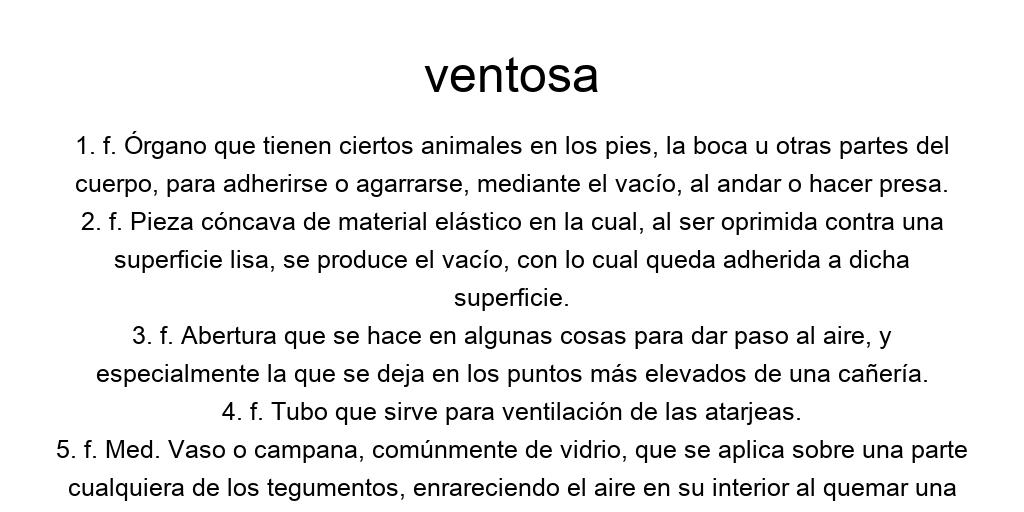 ventosa
1. f. Órgano que tienen ciertos animales en los pies, la boca u otras partes del
cuerpo, para adherirse o agarrarse, mediante el vacío, al andar o hacer presa.
2. f. Pieza cóncava de material elástico en la cual, al ser oprimida contra una
superficie lisa, se produce el vacío, con lo cual queda adherida a dicha
superficie.
3. f. Abertura que se hace en algunas cosas para dar paso al aire, y
especialmente la que se deja en los puntos más elevados de una cañería.
4. f. Tubo que sirve para ventilación de las atarjeas.
5. f. Med. Vaso o campana, comúnmente de vidrio, que se aplica sobre una parte
cualquiera de los tegumentos, enrareciendo el aire en su interior al quemar una